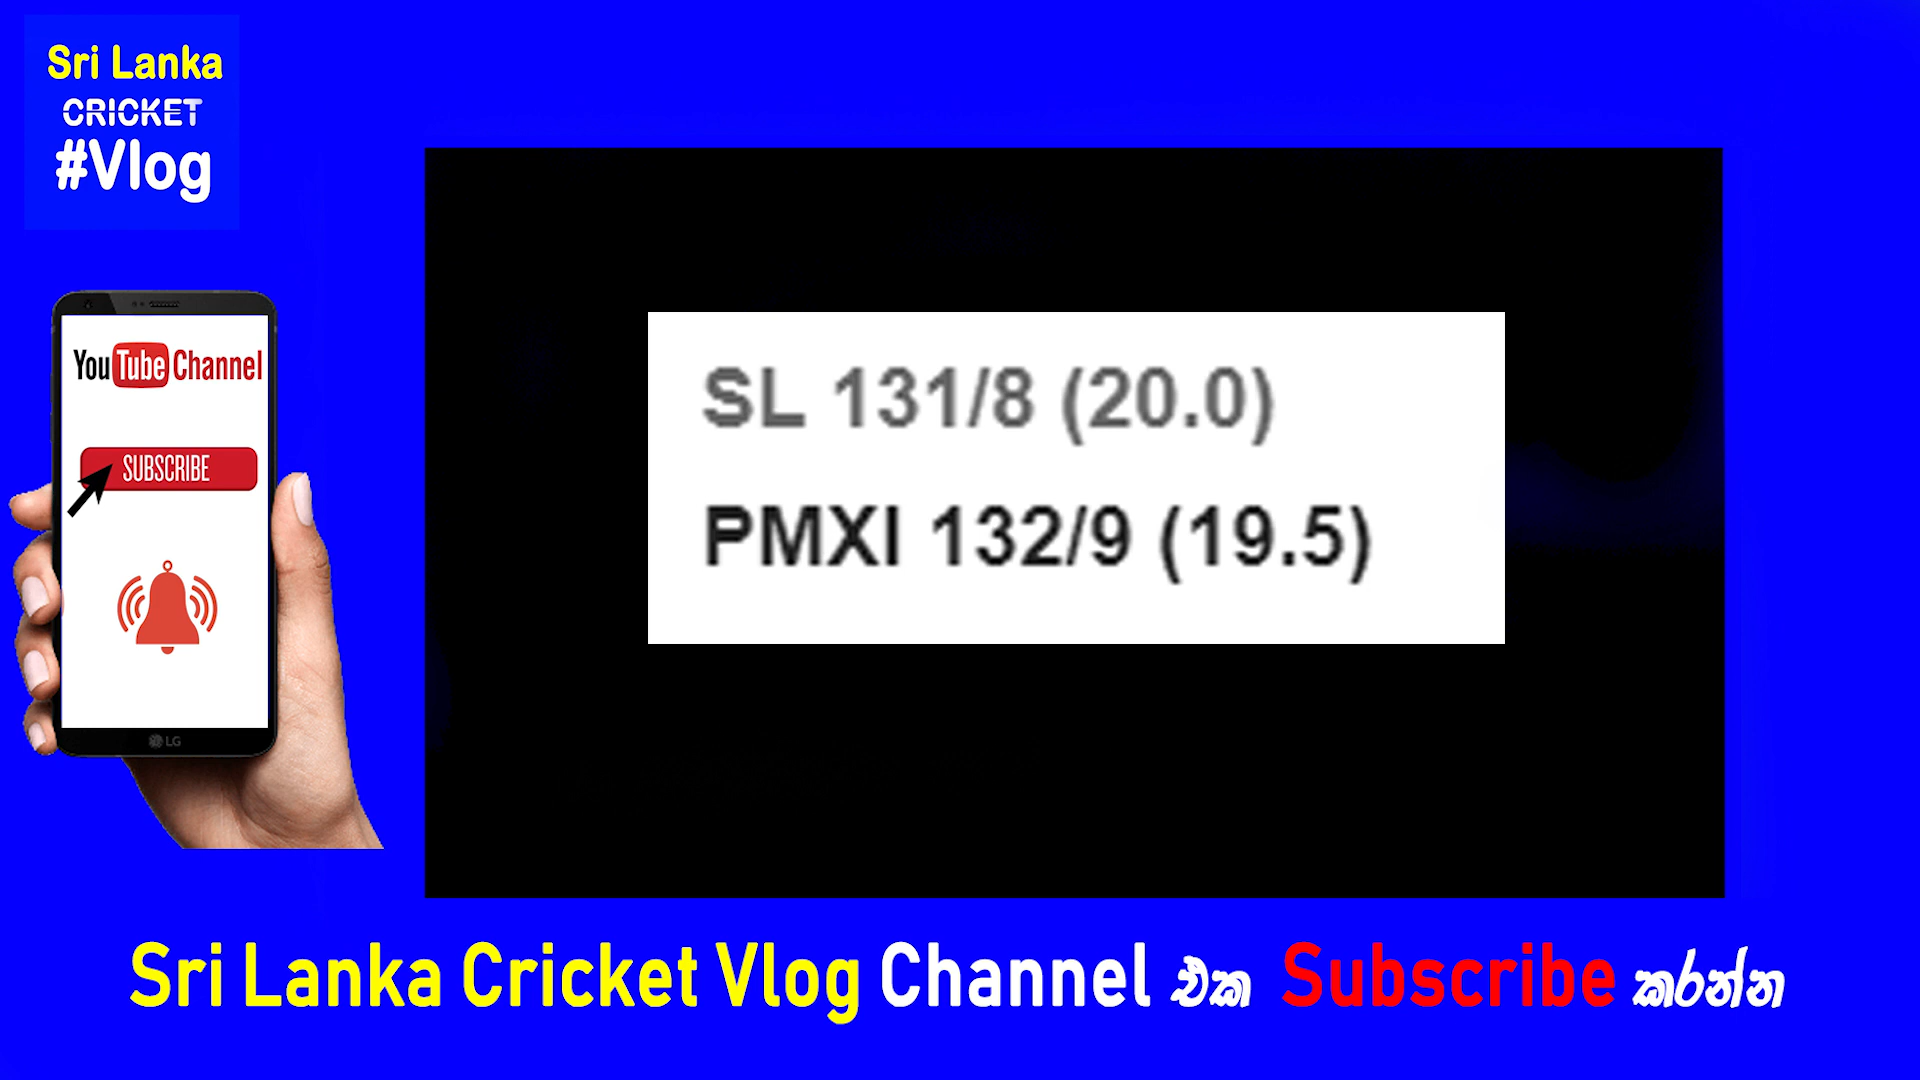 Sri Lanka
CRICKET
#Vlog
YouTube Channel
SUBSCRIBE
LG
SL 131/8 (20.0)
PMXI 132/9 (19.5)
Sri Lanka Cricket Vlog Channel එක Subscribe කරන්න